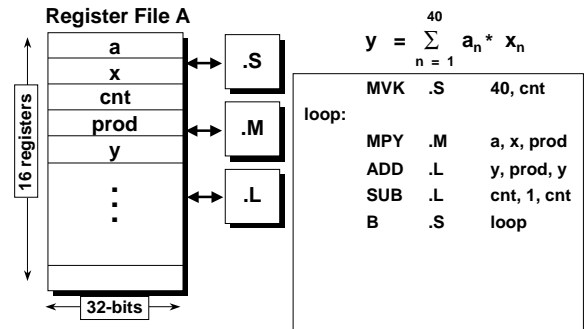 Register File A
16 registers
a
x
cnt
prod
y
.S
.M
.L
32-bits
40
y = Σ aₙ* xₙ
n = 1
MVK .S 40, cnt
loop:
MPY .M a, x, prod
ADD .L y, prod, y
SUB .L cnt, 1, cnt
B .S loop